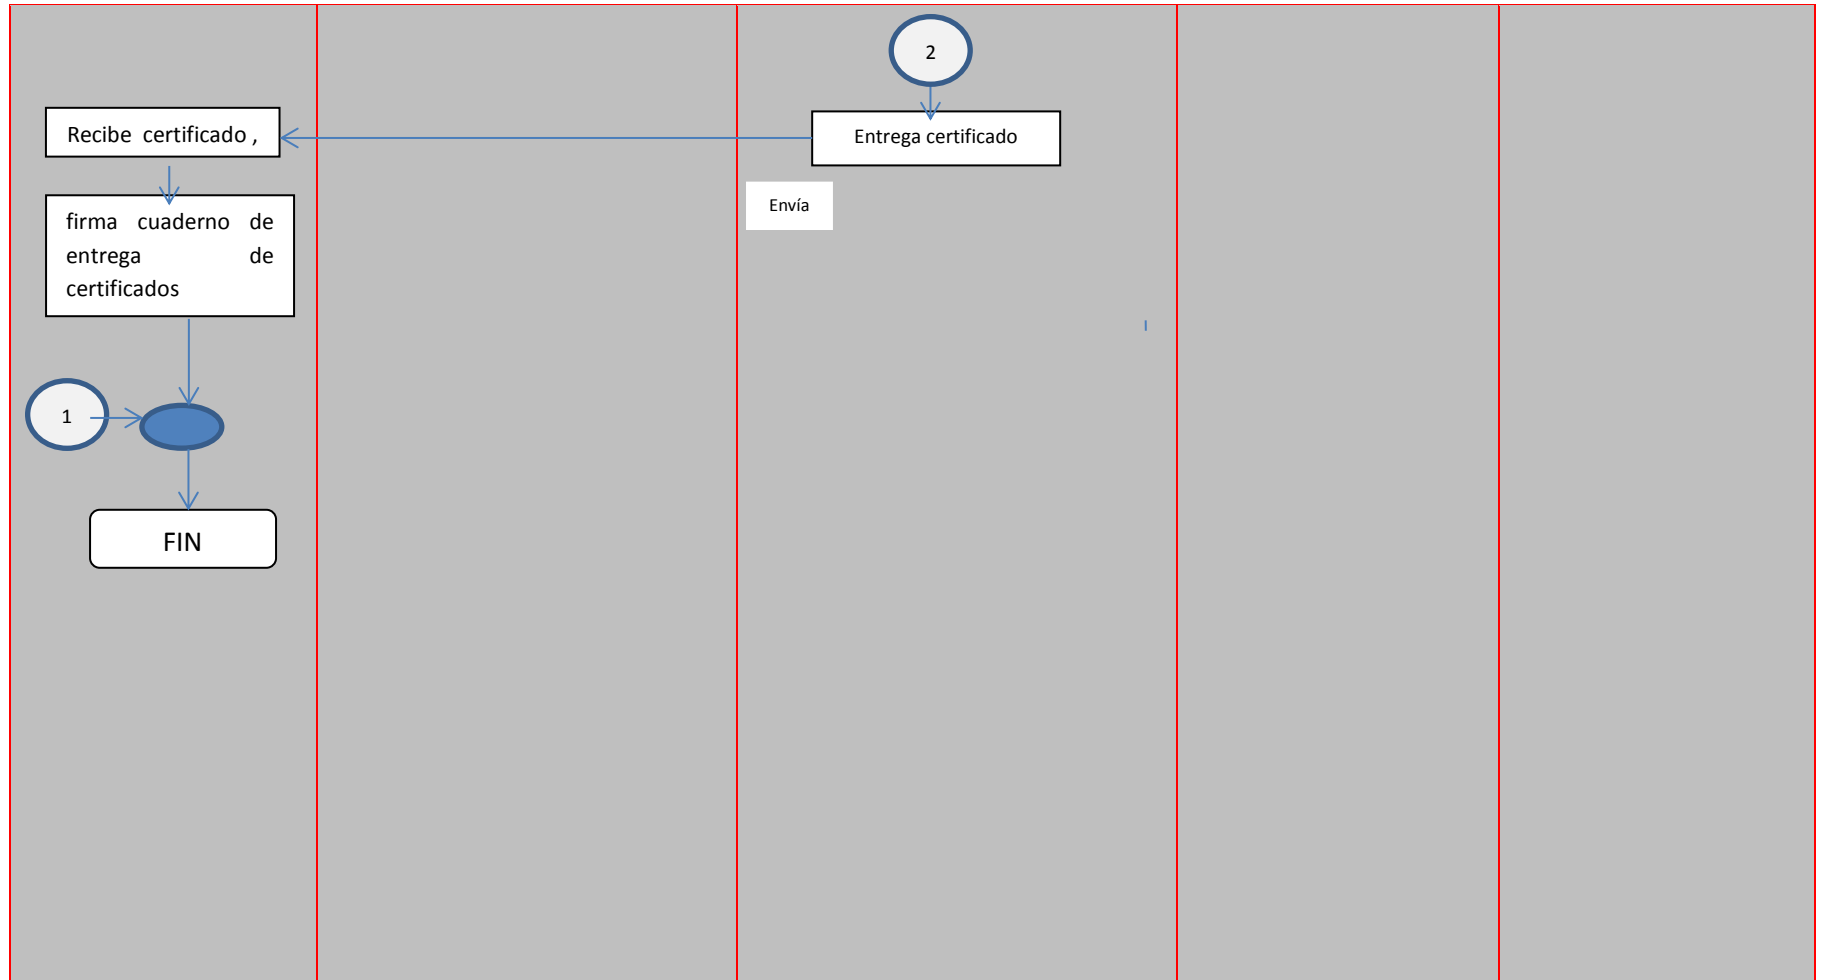 2
Recibe certificado ,
Entrega certificado
Envía
firma cuaderno de
entrega de
certificados
1
FIN